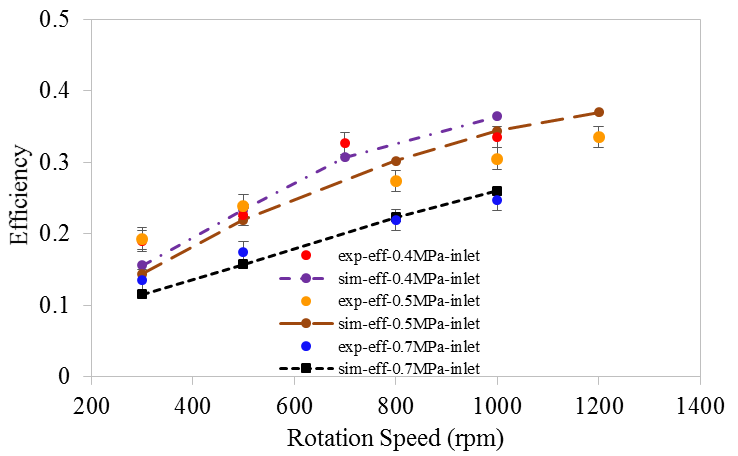 0.5
0.4
0.3
0.2
0.1
0
Efficiency
exp-eff-0.4MPa-inlet
sim-eff-0.4MPa-inlet
exp-eff-0.5MPa-inlet
sim-eff-0.5MPa-inlet
exp-eff-0.7MPa-inlet
sim-eff-0.7MPa-inlet
200 400 600 800 1000 1200 1400
Rotation Speed (rpm)